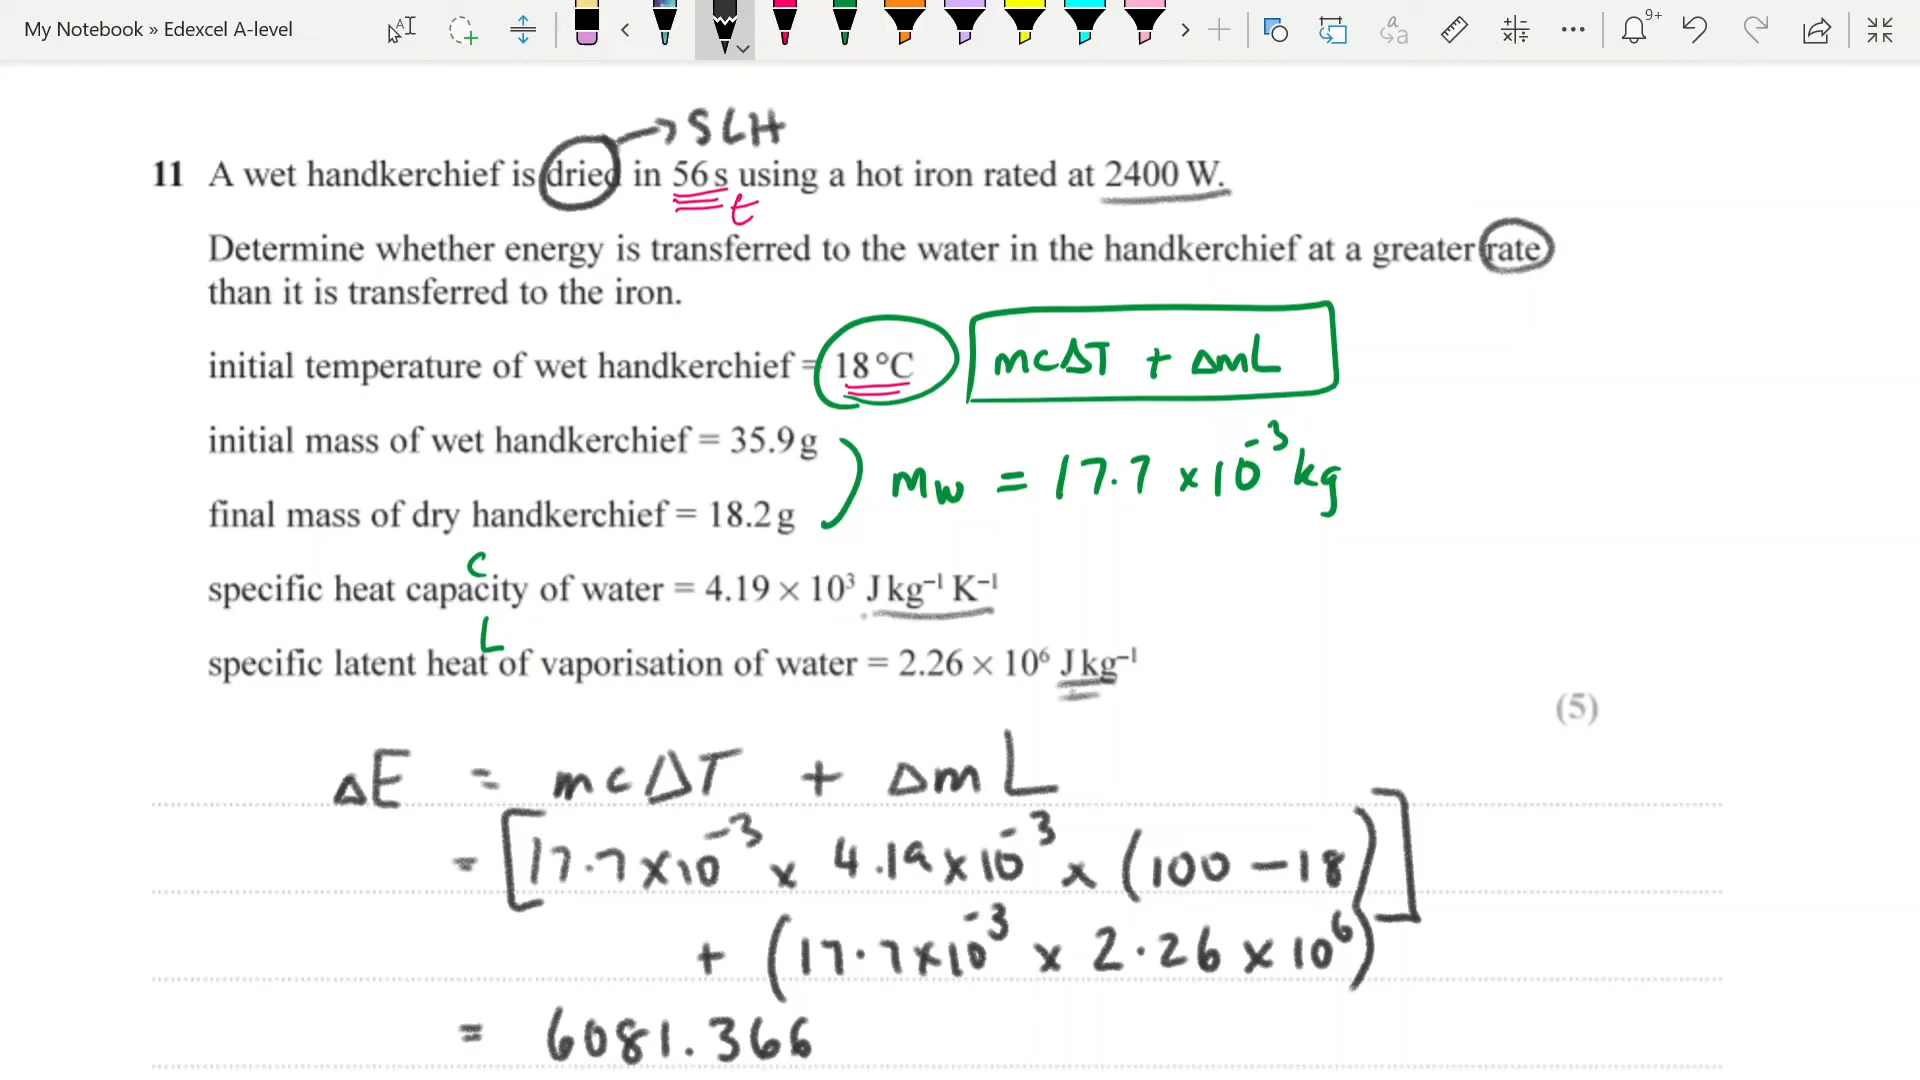 My Notebook » Edexcel A-level
9+
→ SLH
11 A wet handkerchief is dried in 56 s using a hot iron rated at 2400 W.
t
Determine whether energy is transferred to the water in the handkerchief at a greater rate
than it is transferred to the iron.
initial temperature of wet handkerchief = 18 °C mcΔT + ΔmL
initial mass of wet handkerchief = 35.9 g
mw = 17.7 × 10⁻³ kg
final mass of dry handkerchief = 18.2 g
c
specific heat capacity of water = 4.19 × 10³ J kg⁻¹ K⁻¹
L
specific latent heat of vaporisation of water = 2.26 × 10⁶ J kg⁻¹
(5)
ΔE = mcΔT + ΔmL
= [17.7×10⁻³ × 4.19×10⁻³ × (100 − 18)]
+ (17.7×10⁻³ × 2.26×10⁶)
= 6081.366